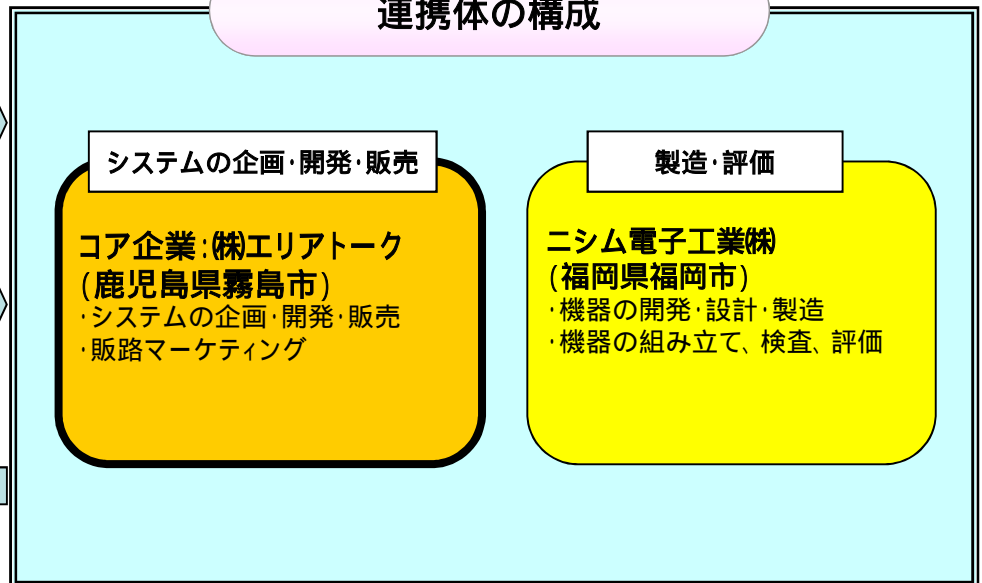 連携体の構成
システムの企画・開発・販売
コア企業:㈱エリアトーク
(鹿児島県霧島市)
・システムの企画・開発・販売
・販路マーケティング
製造・評価
ニシム電子工業㈱
(福岡県福岡市)
・機器の開発・設計・製造
・機器の組み立て、検査、評価